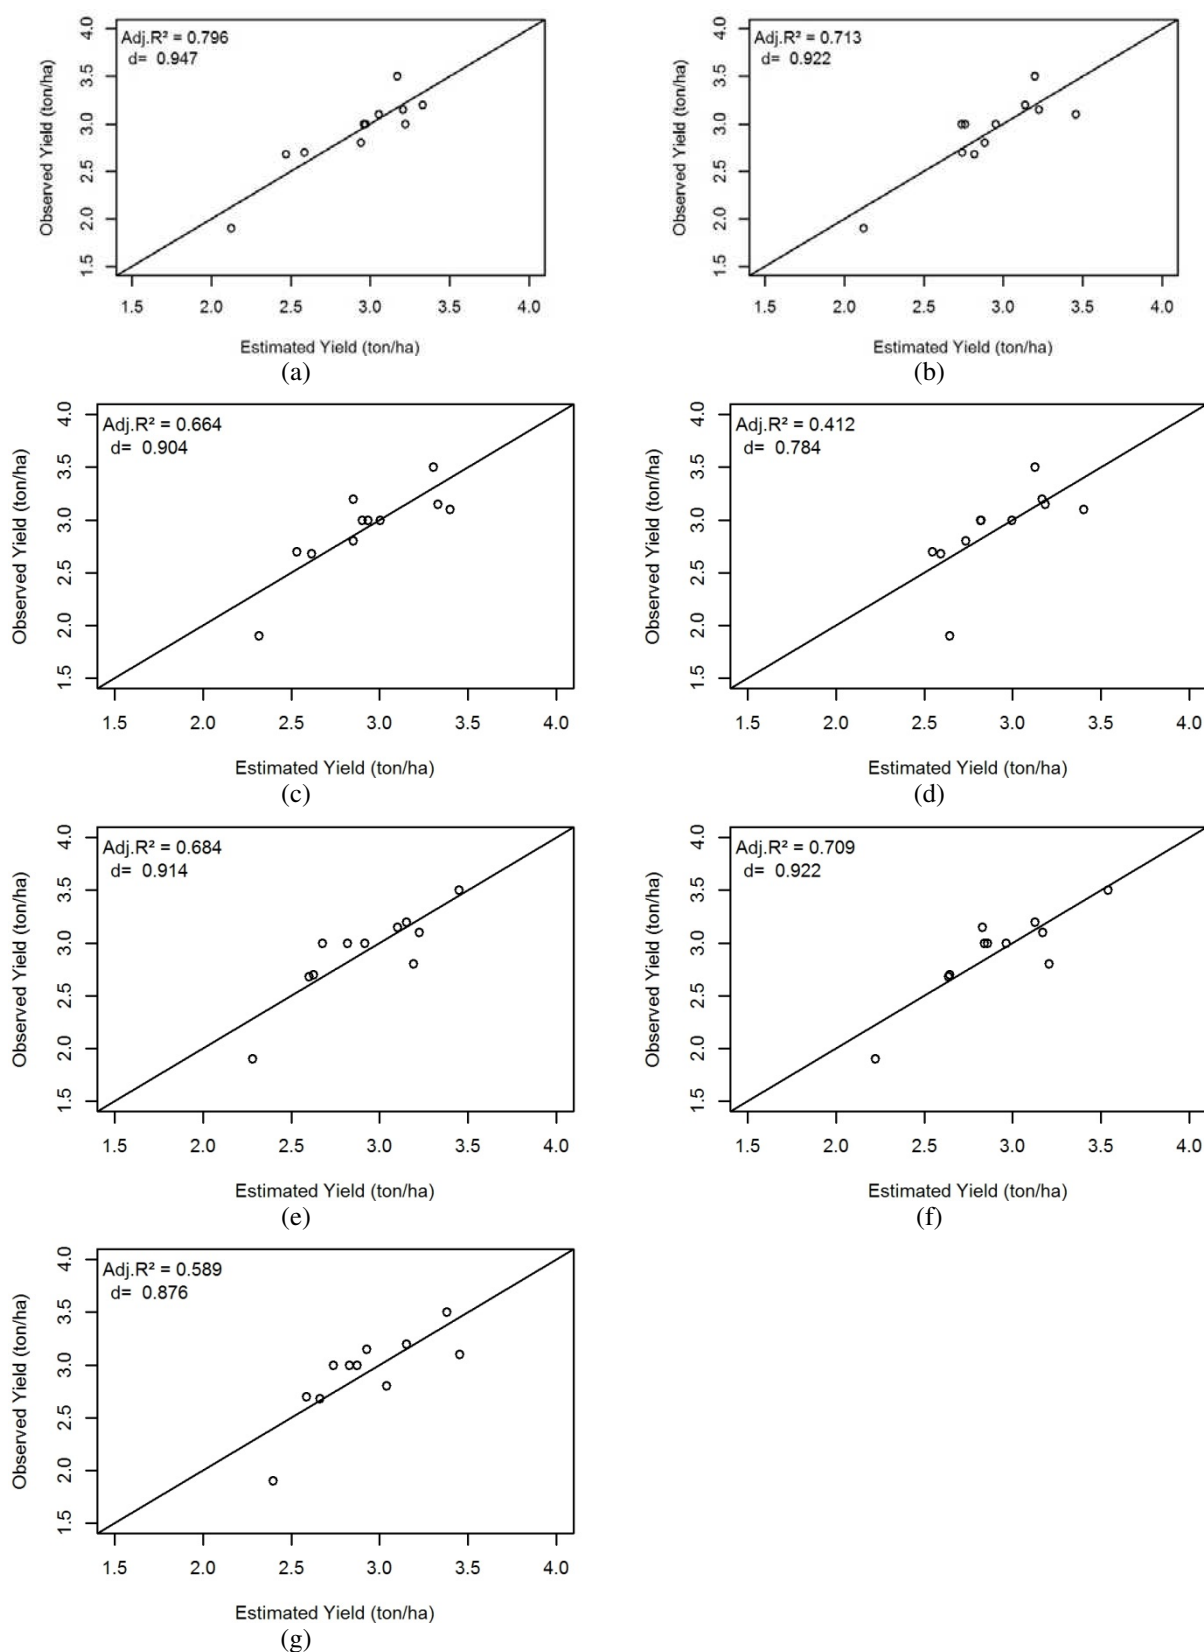 Adj.R² = 0.796
d= 0.947
Observed Yield (ton/ha)
4.0
3.5
3.0
2.5
2.0
1.5
1.5 2.0 2.5 3.0 3.5 4.0
Estimated Yield (ton/ha)
(a)
Adj.R² = 0.713
d= 0.922
Observed Yield (ton/ha)
4.0
3.5
3.0
2.5
2.0
1.5
1.5 2.0 2.5 3.0 3.5 4.0
Estimated Yield (ton/ha)
(b)
Adj.R² = 0.664
d= 0.904
Observed Yield (ton/ha)
4.0
3.5
3.0
2.5
2.0
1.5
1.5 2.0 2.5 3.0 3.5 4.0
Estimated Yield (ton/ha)
(c)
Adj.R² = 0.412
d= 0.784
Observed Yield (ton/ha)
4.0
3.5
3.0
2.5
2.0
1.5
1.5 2.0 2.5 3.0 3.5 4.0
Estimated Yield (ton/ha)
(d)
Adj.R² = 0.684
d= 0.914
Observed Yield (ton/ha)
4.0
3.5
3.0
2.5
2.0
1.5
1.5 2.0 2.5 3.0 3.5 4.0
Estimated Yield (ton/ha)
(e)
Adj.R² = 0.709
d= 0.922
Observed Yield (ton/ha)
4.0
3.5
3.0
2.5
2.0
1.5
1.5 2.0 2.5 3.0 3.5 4.0
Estimated Yield (ton/ha)
(f)
Adj.R² = 0.589
d= 0.876
Observed Yield (ton/ha)
4.0
3.5
3.0
2.5
2.0
1.5
1.5 2.0 2.5 3.0 3.5 4.0
Estimated Yield (ton/ha)
(g)